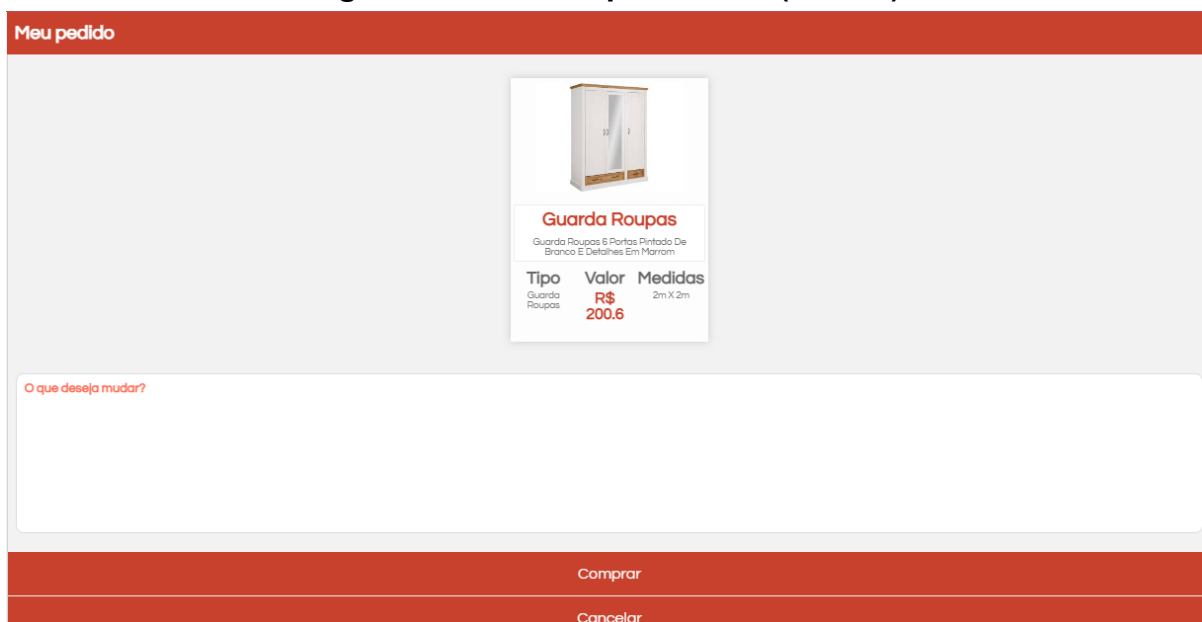 Meu pedido
Guarda Roupas
Guarda Roupas 6 Portas Pintado De
Branco E Detalhes Em Marrom
Tipo Valor Medidas
Guarda Roupas R$ 200.6 2m X 2m
O que deseja mudar?
Comprar
Cancelar